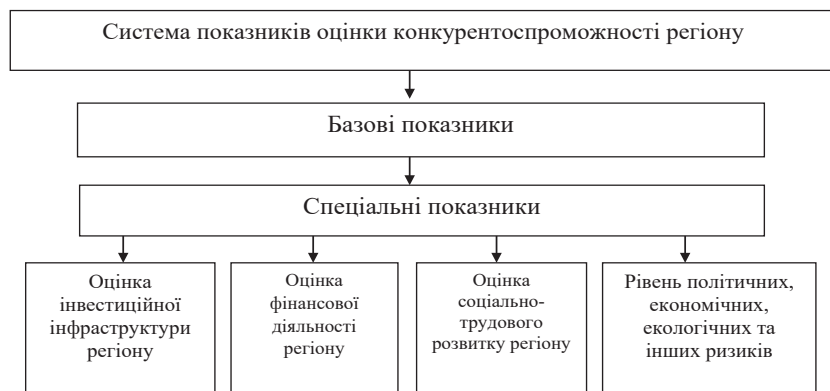 Система показників оцінки конкурентоспроможності регіону
Базові показники
Спеціальні показники
Оцінка
інвестиційної
інфраструктури
регіону
Оцінка
фінансової
діяльності
регіону
Оцінка
соціально-
трудового
розвитку регіону
Рівень політичних,
економічних,
екологічних та
інших ризиків